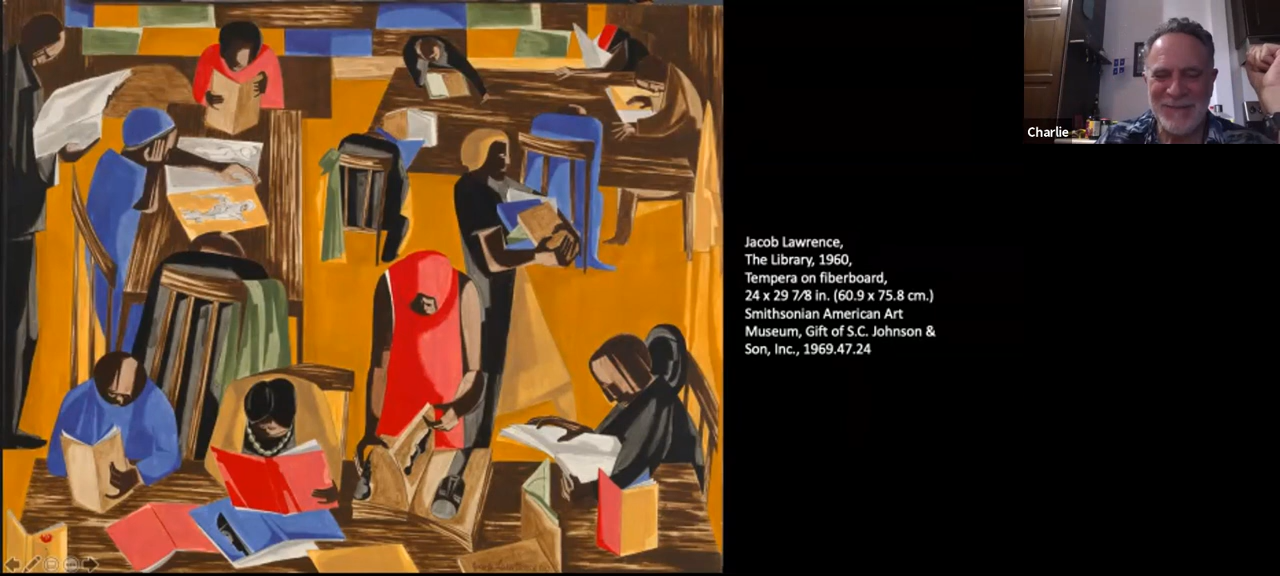 Charlie
Jacob Lawrence,
The Library, 1960,
Tempera on fiberboard,
24 x 29 7/8 in. (60.9 x 75.8 cm.)
Smithsonian American Art
Museum, Gift of S.C. Johnson &
Son, Inc., 1969.47.24